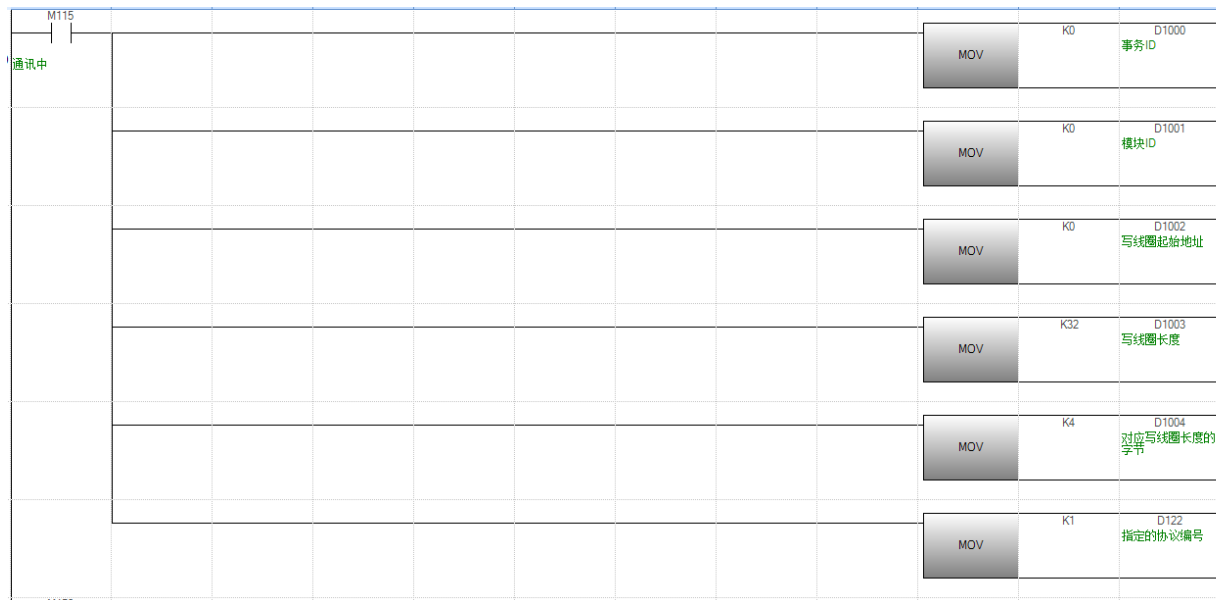 M115
通讯中
MOV K0 D1000
事务ID
MOV K0 D1001
模块ID
MOV K0 D1002
写线圈起始地址
MOV K32 D1003
写线圈长度
MOV K4 D1004
对应写线圈长度的
字节
MOV K1 D122
指定的协议编号